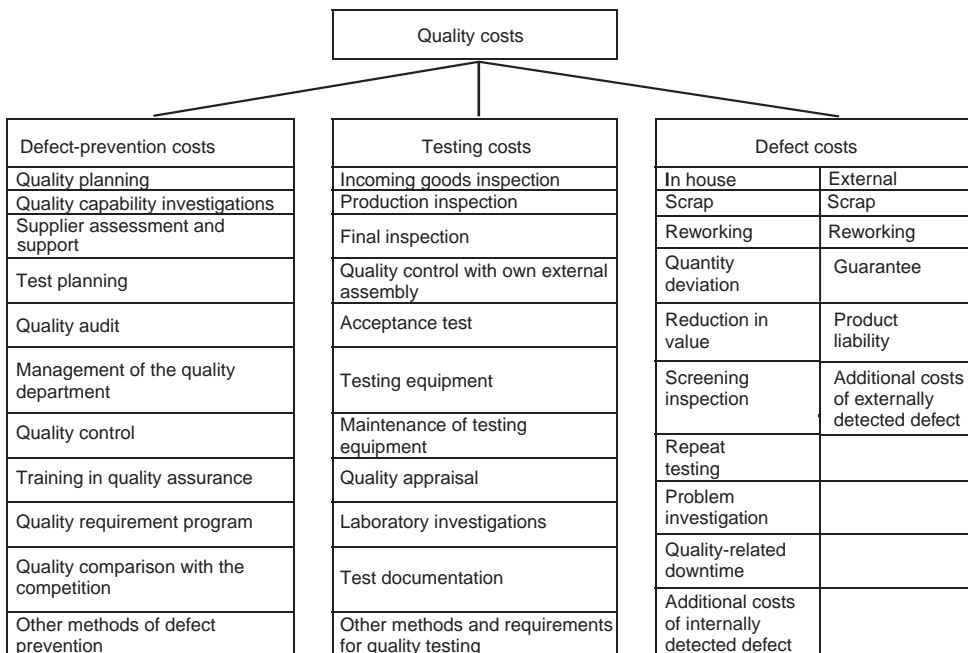 Quality costs
Defect-prevention costs
Quality planning
Quality capability investigations
Supplier assessment and
support
Test planning
Quality audit
Management of the quality
department
Quality control
Training in quality assurance
Quality requirement program
Quality comparison with the
competition
Other methods of defect
prevention
Testing costs
Incoming goods inspection
Production inspection
Final inspection
Quality control with own external
assembly
Acceptance test
Testing equipment
Maintenance of testing
equipment
Quality appraisal
Laboratory investigations
Test documentation
Other methods and requirements
for quality testing
Defect costs
In house
Scrap
Reworking
Quantity
deviation
Reduction in
value
Screening
inspection
Repeat
testing
Problem
investigation
Quality-related
downtime
Additional costs
of internally
detected defect
External
Scrap
Reworking
Guarantee
Product
liability
Additional costs
of externally
detected defect